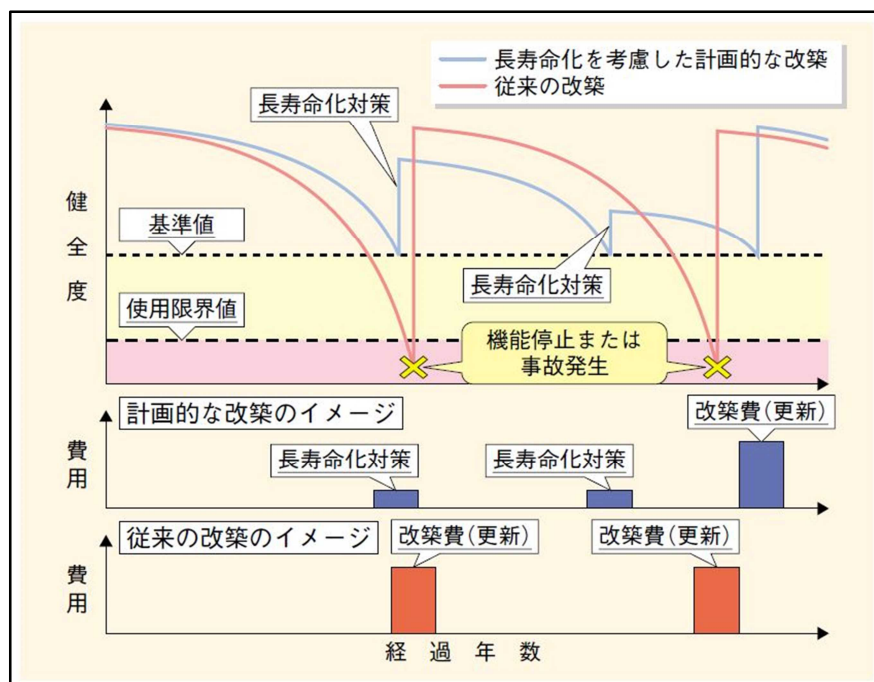 長寿命化を考慮した計画的な改築
従来の改築
長寿命化対策
健全度
基準値
長寿命化対策
使用限界値
機能停止または
事故発生
計画的な改築のイメージ
改築費(更新)
費用
長寿命化対策
長寿命化対策
従来の改築のイメージ
改築費(更新)
改築費(更新)
費用
経過年数